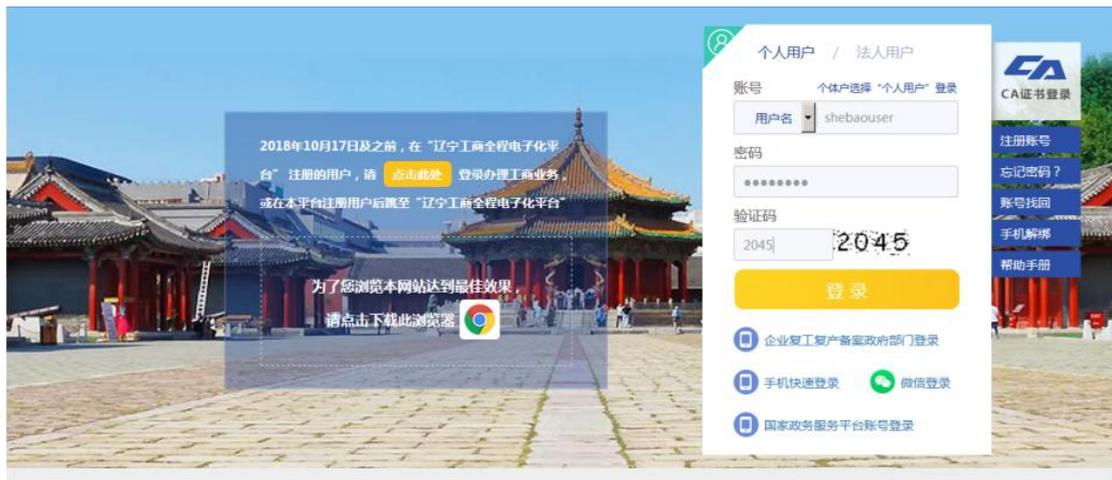 2018年10月17日及之前，在“辽宁工商全程电子化平
台” 注册的用户，请 点击此处 登录办理工商业务，
或在本平台注册用户后跳至“辽宁工商全程电子化平台”
为了您浏览本网站达到最佳效果，
请点击下载此浏览器
个人用户 / 法人用户
账号 个体户选择 “个人用户” 登录
用户名 shebaouser
密码
验证码
2045 2045
登录
企业复工复产备案政府部门登录
手机快速登录 微信登录
国家政务服务平台账号登录
CA
CA证书登录
注册账号
忘记密码？
账号找回
手机解绑
帮助手册